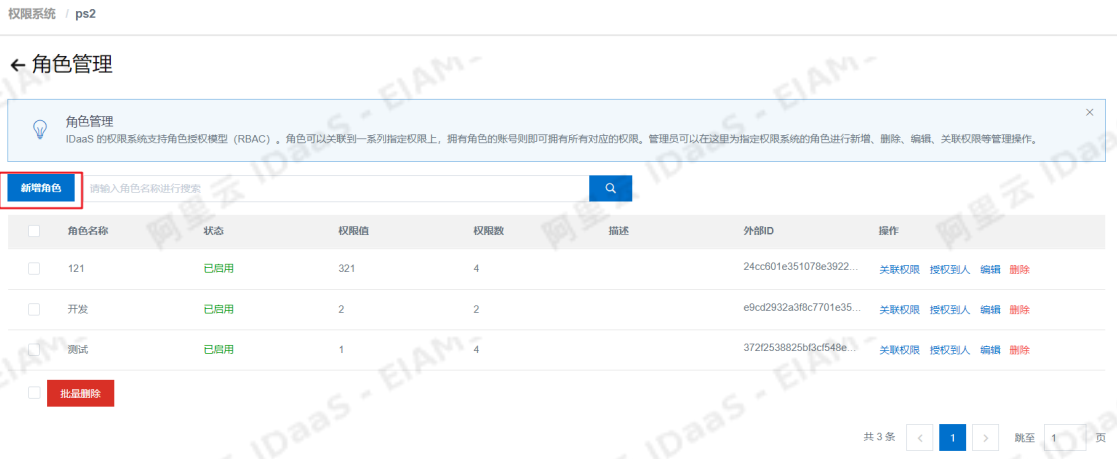 权限系统 / ps2
← 角色管理
角色管理
IDaaS 的权限系统支持角色授权模型（RBAC）。角色可以关联到一系列指定权限上，拥有角色的账号则即可拥有所有对应的权限。管理员可以在这里为指定权限系统的角色进行新增、删除、编辑、关联权限等管理操作。
新增角色 请输入角色名称进行搜索
角色名称 状态 权限值 权限数 描述 外部ID 操作
121 已启用 321 4 24cc601e351078e3922... 关联权限 授权到人 编辑 删除
开发 已启用 2 2 e9cd2932a3f8c7701e35... 关联权限 授权到人 编辑 删除
测试 已启用 1 4 372f2538825bf3cf548e... 关联权限 授权到人 编辑 删除
批量删除
共 3 条 < 1 > 跳至 1 页
阿里云 IDaaS - EIAM-